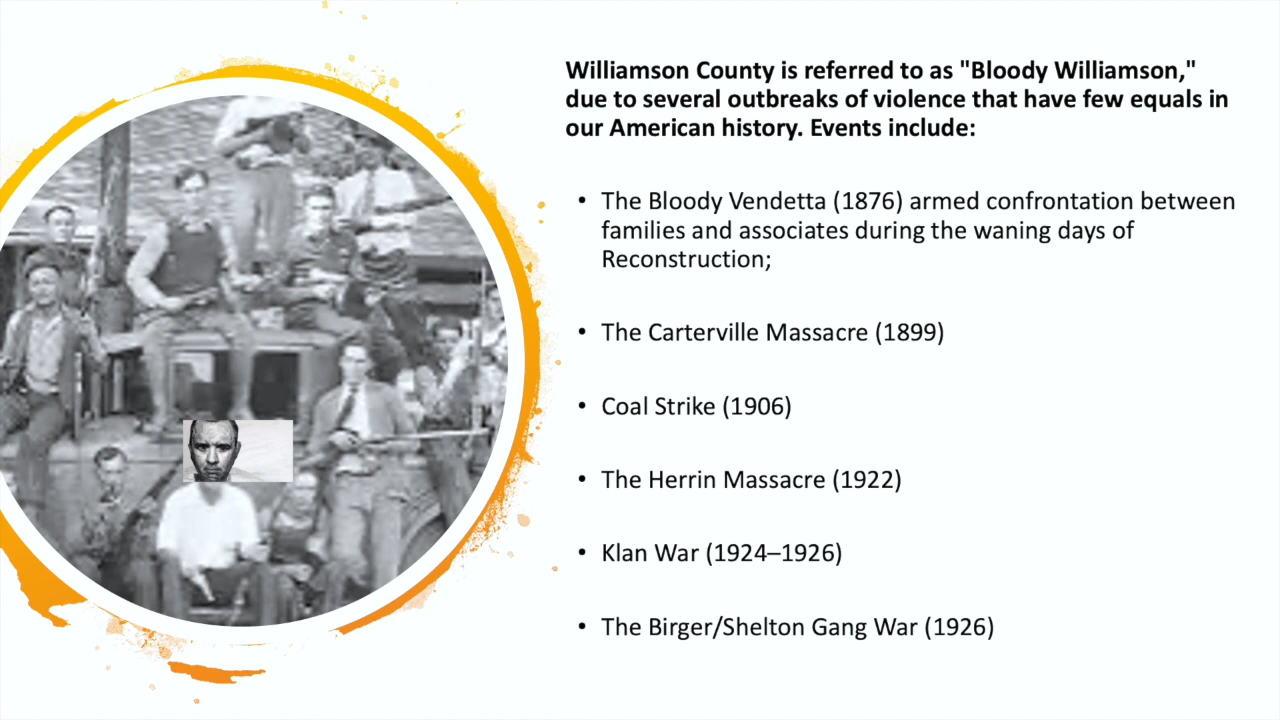 Williamson County is referred to as "Bloody Williamson,"
due to several outbreaks of violence that have few equals in
our American history. Events include:
• The Bloody Vendetta (1876) armed confrontation between
families and associates during the waning days of
Reconstruction;
• The Carterville Massacre (1899)
• Coal Strike (1906)
• The Herrin Massacre (1922)
• Klan War (1924–1926)
• The Birger/Shelton Gang War (1926)